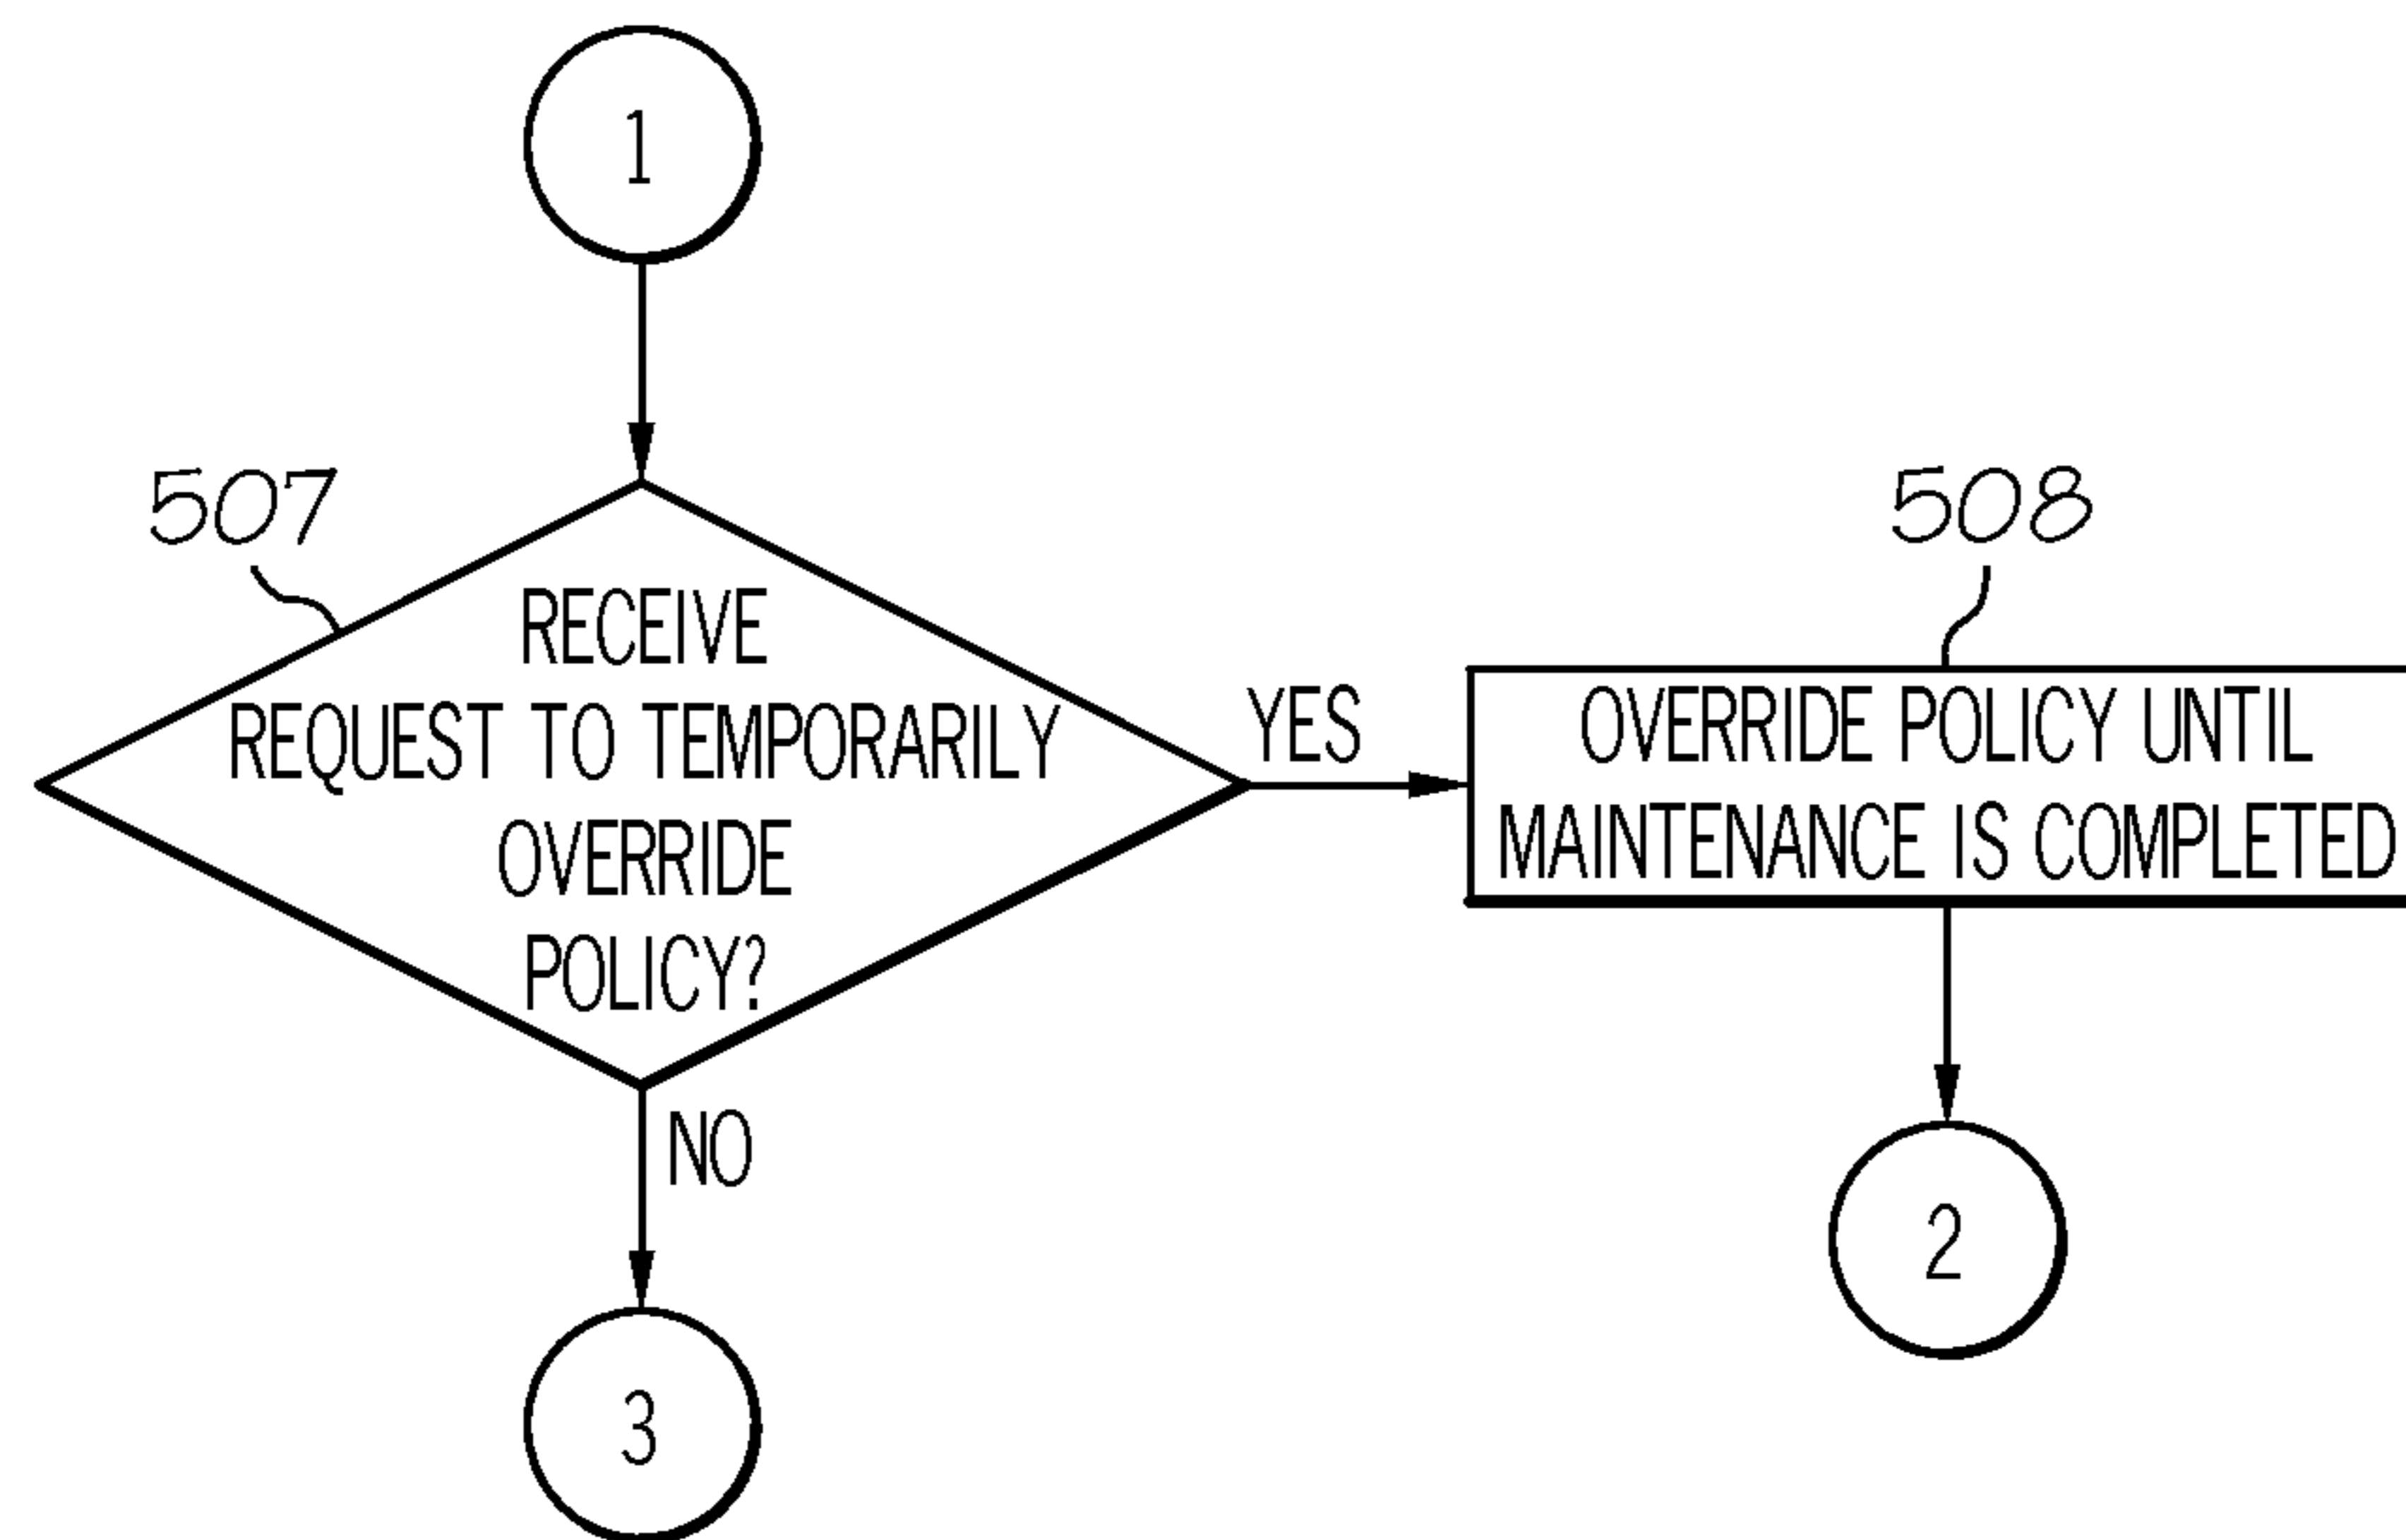 1
507
RECEIVE
REQUEST TO TEMPORARILY
OVERRIDE
POLICY?
YES
508
OVERRIDE POLICY UNTIL
MAINTENANCE IS COMPLETED
NO
2
3